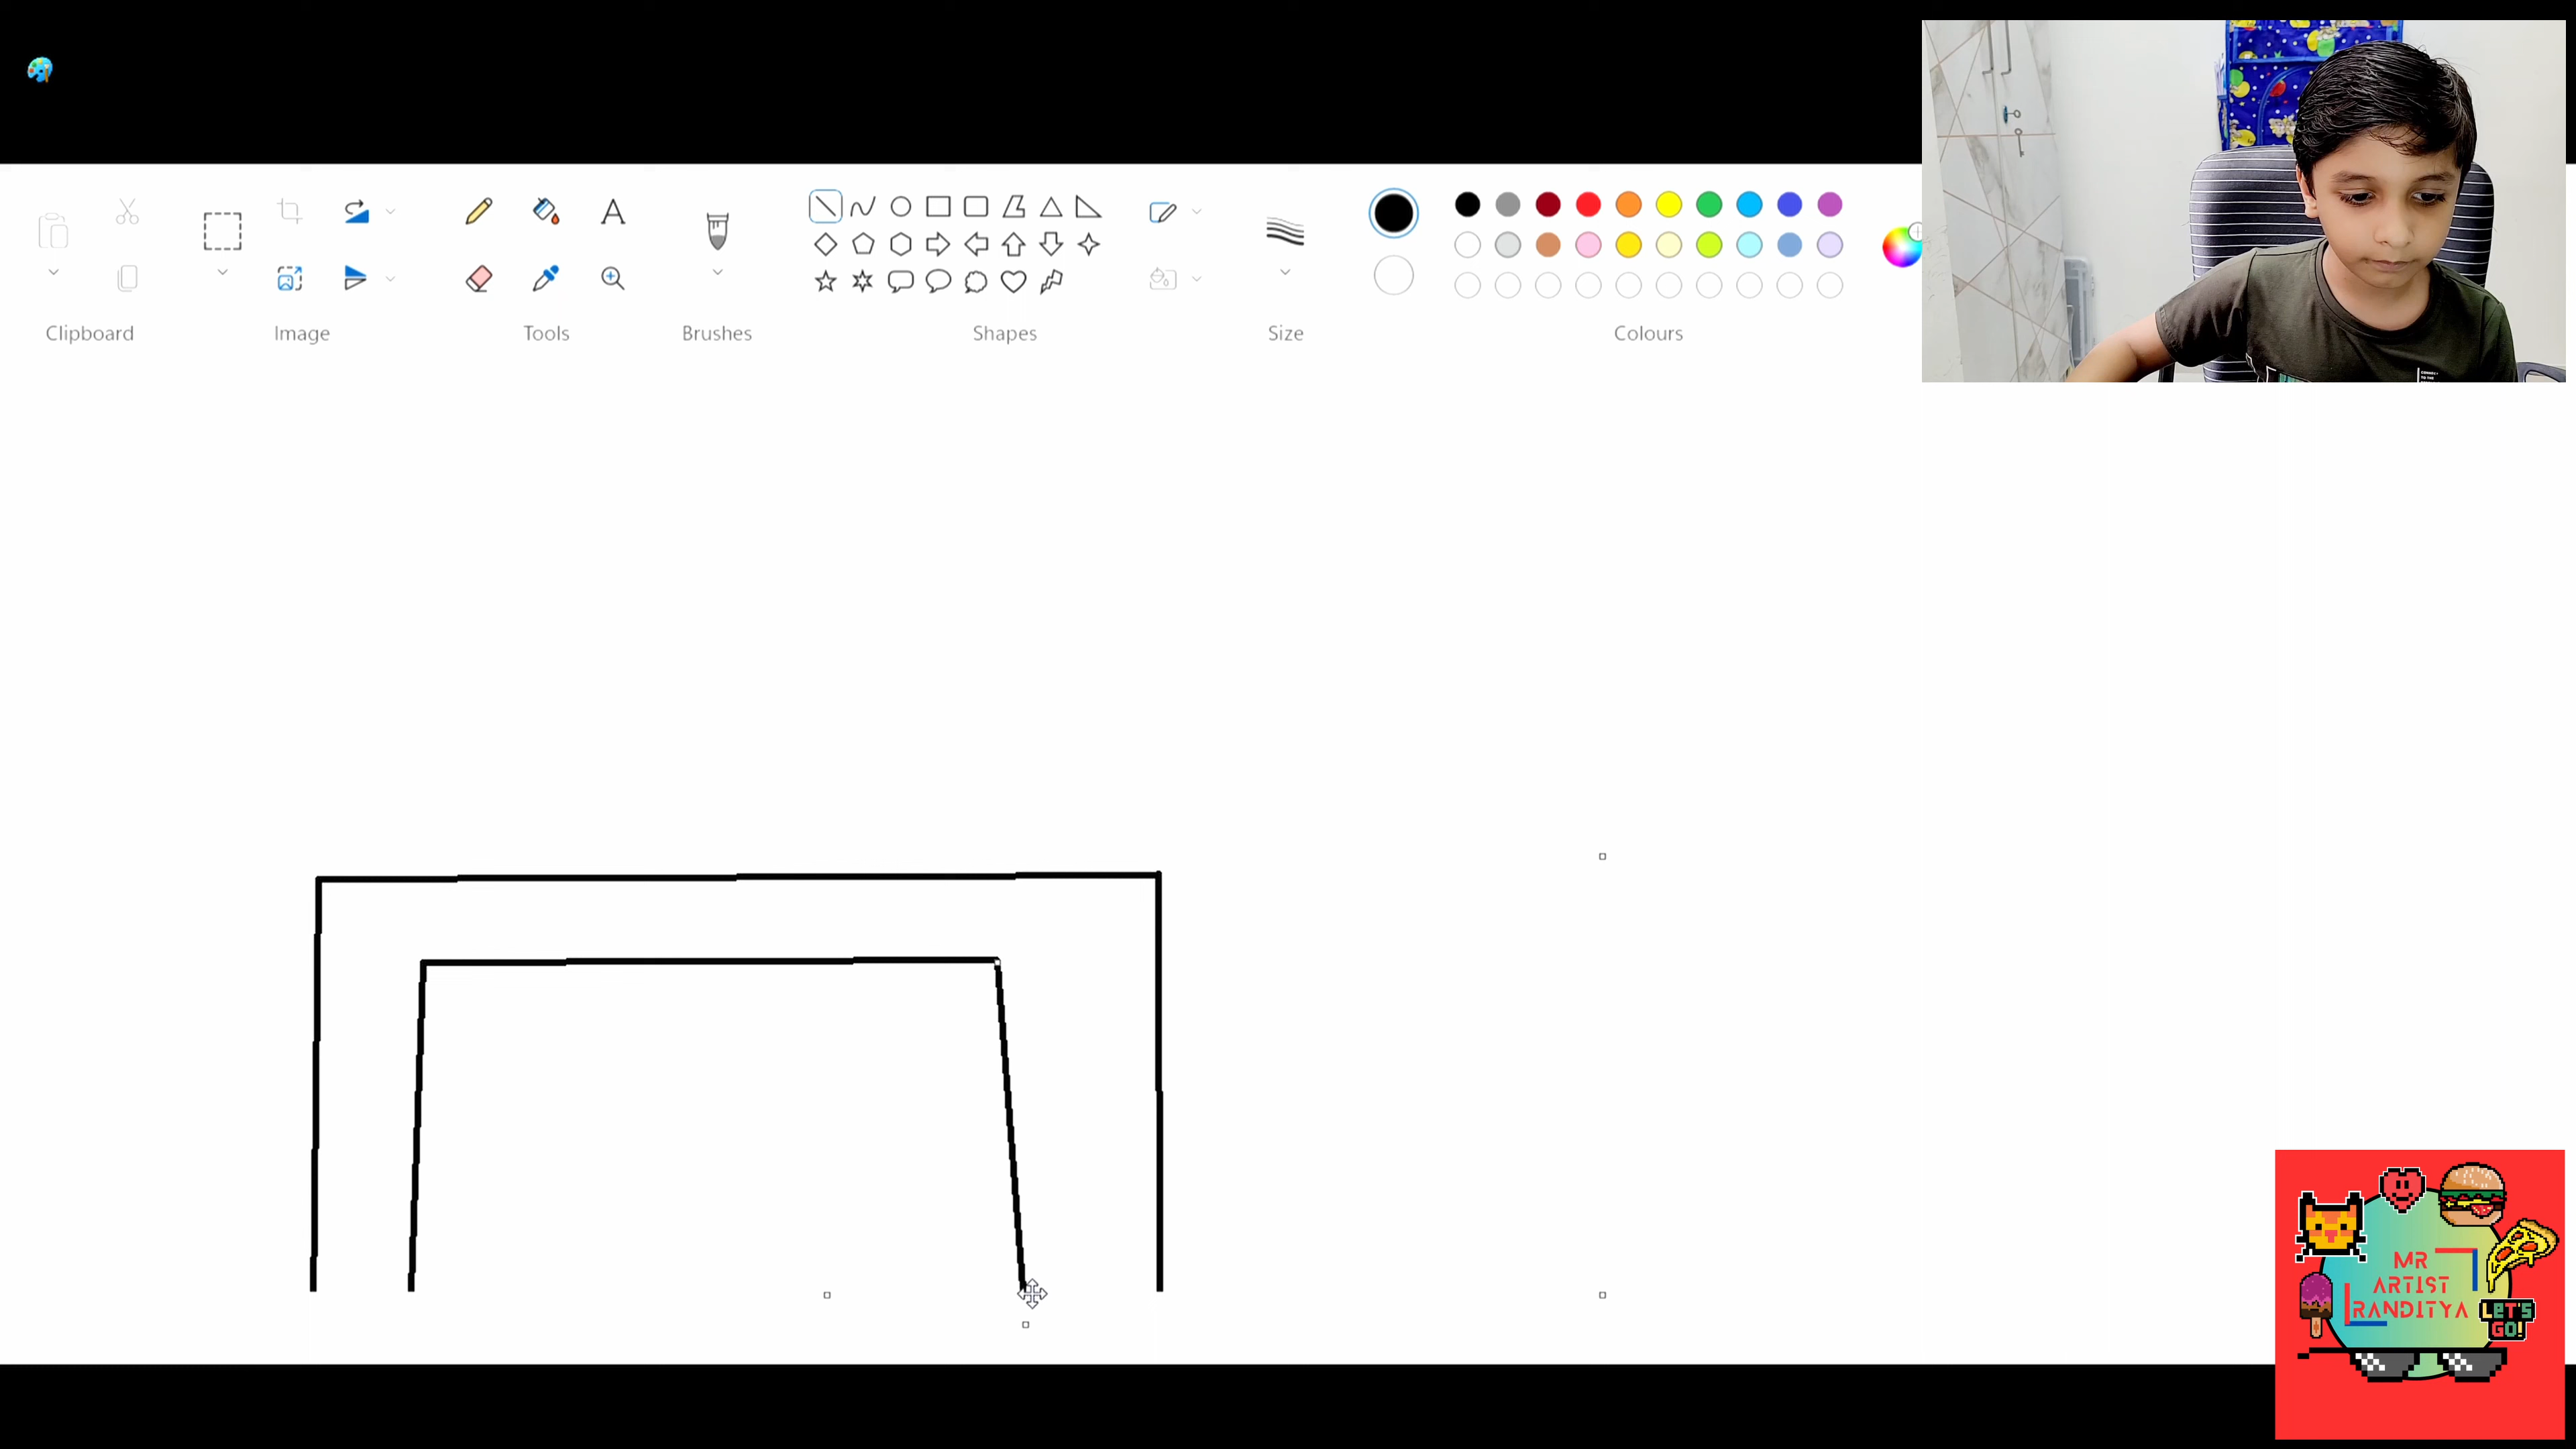 Clipboard
Image
Tools
Brushes
Shapes
Size
Colours
MR
ARTIST
RANDITYA
LET'S
GO!